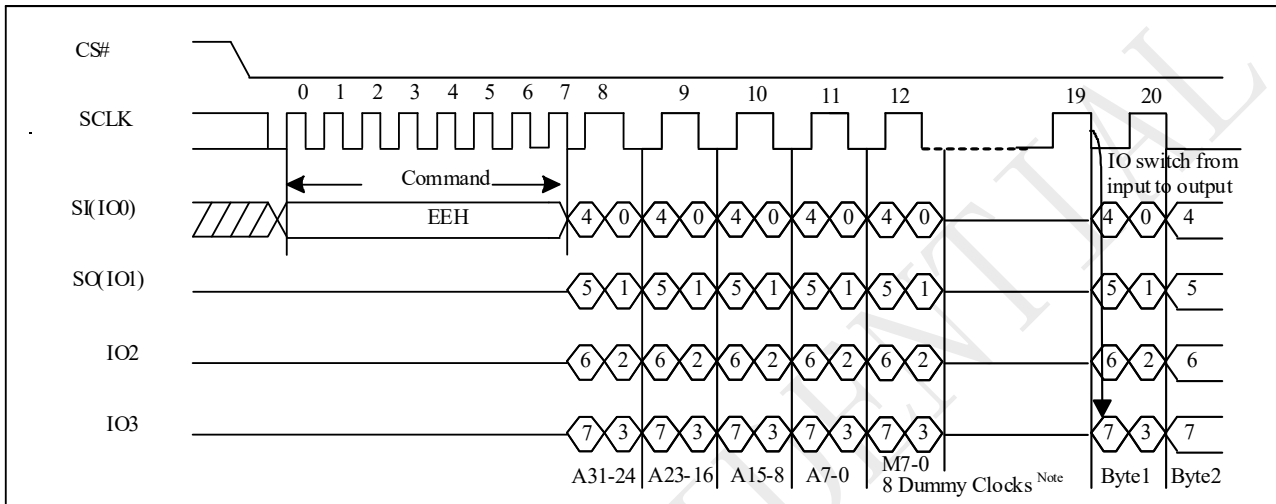 CS#
0 1 2 3 4 5 6 7 8 9 10 11 12 19 20
SCLK
IO switch from
input to output
Command
SI(IO0)
EEH
4 0 4 0 4 0 4 0 4 0 4 0 4
SO(IO1)
5 1 5 1 5 1 5 1 5 1 5 1 5
IO2
6 2 6 2 6 2 6 2 6 2 6 2 6
IO3
7 3 7 3 7 3 7 3 7 3 7 3 7
A31-24 A23-16 A15-8 A7-0 M7-0 Byte1 Byte2
8 Dummy Clocks Note
DENTIAL